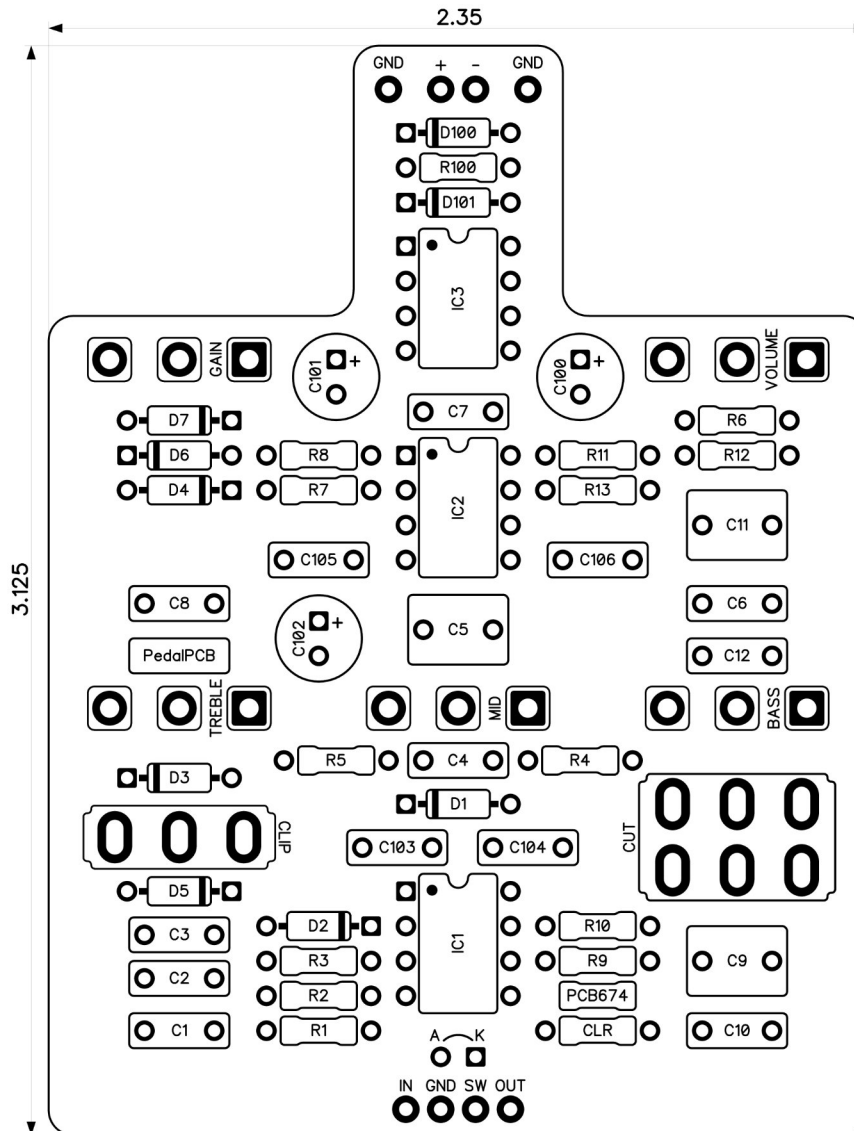 2.35
GND + - GND
D100
R100
D101
IC3
3.125
GAIN
C101 +
C100 +
VOLUME
C7
D7
R6
D6
R8
R11
R12
D4
R7
IC2
R13
C11
C105
C106
C8
C102 +
C5
C6
PedalPCB
C12
TREBLE
MID
BASS
R5
C4
R4
D3
D1
CLIP
CUT
C103
C104
D5
D2
IC1
R10
C3
R3
R9
C9
C2
R2
PCB674
C1
R1
CLR
C10
A K
IN GND SW OUT